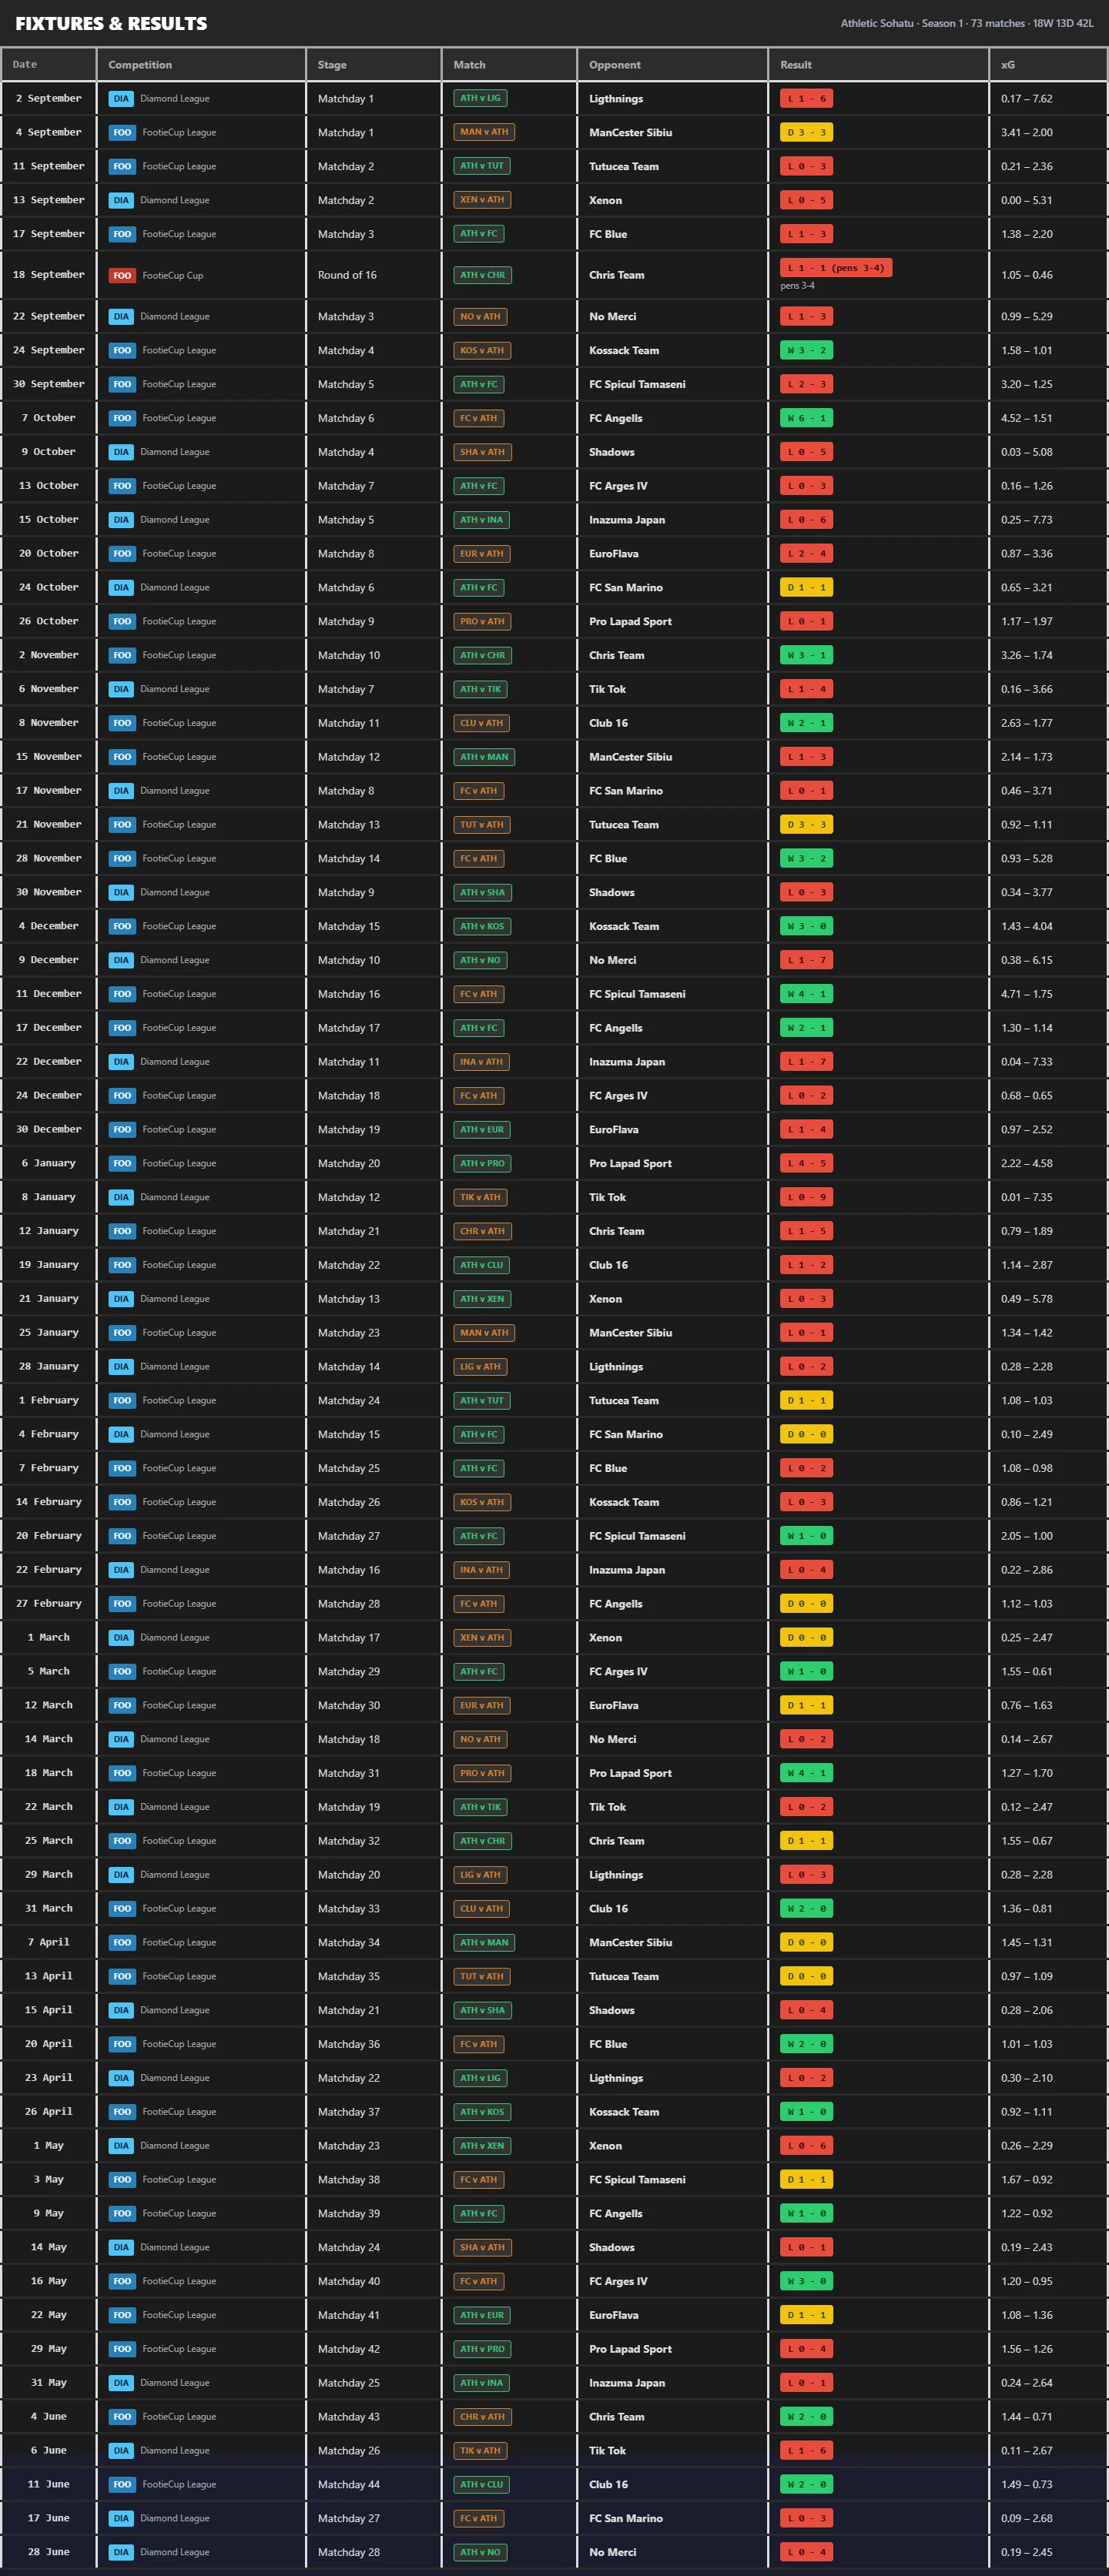 FIXTURES & RESULTS
Athletic Sohatu · Season 1 · 73 matches · 18W 13D 42L
Date Competition Stage Match Opponent Result xG
2 September DIA Diamond League Matchday 1 ATH v LIG Ligthnings L 1 - 6 0.17 – 7.62
4 September FOO FootieCup League Matchday 1 MAN v ATH ManCester Sibiu D 3 - 3 3.41 – 2.00
11 September FOO FootieCup League Matchday 2 ATH v TUT Tutucea Team L 0 - 3 0.21 – 2.36
13 September DIA Diamond League Matchday 2 XEN v ATH Xenon L 0 - 5 0.00 – 5.31
17 September FOO FootieCup League Matchday 3 ATH v FC FC Blue L 1 - 3 1.38 – 2.20
18 September FOO FootieCup Cup Round of 16 ATH v CHR Chris Team L 1 - 1 (pens 3-4) 1.05 – 0.46
pens 3-4
22 September DIA Diamond League Matchday 3 NO v ATH No Merci L 1 - 3 0.99 – 5.29
24 September FOO FootieCup League Matchday 4 KOS v ATH Kossack Team W 3 - 2 1.58 – 1.01
30 September FOO FootieCup League Matchday 5 ATH v FC FC Spicul Tamaseni L 2 - 3 3.20 – 1.25
7 October FOO FootieCup League Matchday 6 FC v ATH FC Angells W 6 - 1 4.52 – 1.51
9 October DIA Diamond League Matchday 4 SHA v ATH Shadows L 0 - 5 0.03 – 5.08
13 October FOO FootieCup League Matchday 7 ATH v FC FC Arges IV L 0 - 3 0.16 – 1.26
15 October DIA Diamond League Matchday 5 ATH v INA Inazuma Japan L 0 - 6 0.25 – 7.73
20 October FOO FootieCup League Matchday 8 EUR v ATH EuroFlava L 2 - 4 0.87 – 3.36
24 October DIA Diamond League Matchday 6 ATH v FC FC San Marino D 1 - 1 0.65 – 3.21
26 October FOO FootieCup League Matchday 9 PRO v ATH Pro Lapad Sport L 0 - 1 1.17 – 1.97
2 November FOO FootieCup League Matchday 10 ATH v CHR Chris Team W 3 - 1 3.26 – 1.74
6 November DIA Diamond League Matchday 7 ATH v TIK Tik Tok L 1 - 4 0.16 – 3.66
8 November FOO FootieCup League Matchday 11 CLU v ATH Club 16 W 2 - 1 2.63 – 1.77
15 November FOO FootieCup League Matchday 12 ATH v MAN ManCester Sibiu L 1 - 3 2.14 – 1.73
17 November DIA Diamond League Matchday 8 FC v ATH FC San Marino L 0 - 1 0.46 – 3.71
21 November FOO FootieCup League Matchday 13 TUT v ATH Tutucea Team D 3 - 3 0.92 – 1.11
28 November FOO FootieCup League Matchday 14 FC v ATH FC Blue W 3 - 2 0.93 – 5.28
30 November DIA Diamond League Matchday 9 ATH v SHA Shadows L 0 - 3 0.34 – 3.77
4 December FOO FootieCup League Matchday 15 ATH v KOS Kossack Team W 3 - 0 1.43 – 4.04
9 December DIA Diamond League Matchday 10 ATH v NO No Merci L 1 - 7 0.38 – 6.15
11 December FOO FootieCup League Matchday 16 FC v ATH FC Spicul Tamaseni W 4 - 1 4.71 – 1.75
17 December FOO FootieCup League Matchday 17 ATH v FC FC Angells W 2 - 1 1.30 – 1.14
22 December DIA Diamond League Matchday 11 INA v ATH Inazuma Japan L 1 - 7 0.04 – 7.33
24 December FOO FootieCup League Matchday 18 FC v ATH FC Arges IV L 0 - 2 0.68 – 0.65
30 December FOO FootieCup League Matchday 19 ATH v EUR EuroFlava L 1 - 4 0.97 – 2.52
6 January FOO FootieCup League Matchday 20 ATH v PRO Pro Lapad Sport L 4 - 5 2.22 – 4.58
8 January DIA Diamond League Matchday 12 TIK v ATH Tik Tok L 0 - 9 0.01 – 7.35
12 January FOO FootieCup League Matchday 21 CHR v ATH Chris Team L 1 - 5 0.79 – 1.89
19 January FOO FootieCup League Matchday 22 ATH v CLU Club 16 L 1 - 2 1.14 – 2.87
21 January DIA Diamond League Matchday 13 ATH v XEN Xenon L 0 - 3 0.49 – 5.78
25 January FOO FootieCup League Matchday 23 MAN v ATH ManCester Sibiu L 0 - 1 1.34 – 1.42
28 January DIA Diamond League Matchday 14 LIG v ATH Ligthnings L 0 - 2 0.28 – 2.28
1 February FOO FootieCup League Matchday 24 ATH v TUT Tutucea Team D 1 - 1 1.08 – 1.03
4 February DIA Diamond League Matchday 15 ATH v FC FC San Marino D 0 - 0 0.10 – 2.49
7 February FOO FootieCup League Matchday 25 ATH v FC FC Blue L 0 - 2 1.08 – 0.98
14 February FOO FootieCup League Matchday 26 KOS v ATH Kossack Team L 0 - 3 0.86 – 1.21
20 February FOO FootieCup League Matchday 27 ATH v FC FC Spicul Tamaseni W 1 - 0 2.05 – 1.00
22 February DIA Diamond League Matchday 16 INA v ATH Inazuma Japan L 0 - 4 0.22 – 2.86
27 February FOO FootieCup League Matchday 28 FC v ATH FC Angells D 0 - 0 1.12 – 1.03
1 March DIA Diamond League Matchday 17 XEN v ATH Xenon D 0 - 0 0.25 – 2.47
5 March FOO FootieCup League Matchday 29 ATH v FC FC Arges IV W 1 - 0 1.55 – 0.61
12 March FOO FootieCup League Matchday 30 EUR v ATH EuroFlava D 1 - 1 0.76 – 1.63
14 March DIA Diamond League Matchday 18 NO v ATH No Merci L 0 - 2 0.14 – 2.67
18 March FOO FootieCup League Matchday 31 PRO v ATH Pro Lapad Sport W 4 - 1 1.27 – 1.70
22 March DIA Diamond League Matchday 19 ATH v TIK Tik Tok L 0 - 2 0.12 – 2.47
25 March FOO FootieCup League Matchday 32 ATH v CHR Chris Team D 1 - 1 1.55 – 0.67
29 March DIA Diamond League Matchday 20 LIG v ATH Ligthnings L 0 - 3 0.28 – 2.28
31 March FOO FootieCup League Matchday 33 CLU v ATH Club 16 W 2 - 0 1.36 – 0.81
7 April FOO FootieCup League Matchday 34 ATH v MAN ManCester Sibiu D 0 - 0 1.45 – 1.31
13 April FOO FootieCup League Matchday 35 TUT v ATH Tutucea Team D 0 - 0 0.97 – 1.09
15 April DIA Diamond League Matchday 21 ATH v SHA Shadows L 0 - 4 0.28 – 2.06
20 April FOO FootieCup League Matchday 36 FC v ATH FC Blue W 2 - 0 1.01 – 1.03
23 April DIA Diamond League Matchday 22 ATH v LIG Ligthnings L 0 - 2 0.30 – 2.10
26 April FOO FootieCup League Matchday 37 ATH v KOS Kossack Team W 1 - 0 0.92 – 1.11
1 May DIA Diamond League Matchday 23 ATH v XEN Xenon L 0 - 6 0.26 – 2.29
3 May FOO FootieCup League Matchday 38 FC v ATH FC Spicul Tamaseni D 1 - 1 1.67 – 0.92
9 May FOO FootieCup League Matchday 39 ATH v FC FC Angells W 1 - 0 1.22 – 0.92
14 May DIA Diamond League Matchday 24 SHA v ATH Shadows L 0 - 1 0.19 – 2.43
16 May FOO FootieCup League Matchday 40 FC v ATH FC Arges IV W 3 - 0 1.20 – 0.95
22 May FOO FootieCup League Matchday 41 ATH v EUR EuroFlava D 1 - 1 1.08 – 1.36
29 May FOO FootieCup League Matchday 42 ATH v PRO Pro Lapad Sport L 0 - 4 1.56 – 1.26
31 May DIA Diamond League Matchday 25 ATH v INA Inazuma Japan L 0 - 1 0.24 – 2.64
4 June FOO FootieCup League Matchday 43 CHR v ATH Chris Team W 2 - 0 1.44 – 0.71
6 June DIA Diamond League Matchday 26 TIK v ATH Tik Tok L 1 - 6 0.11 – 2.67
11 June FOO FootieCup League Matchday 44 ATH v CLU Club 16 W 2 - 0 1.49 – 0.73
17 June DIA Diamond League Matchday 27 FC v ATH FC San Marino L 0 - 3 0.09 – 2.68
28 June DIA Diamond League Matchday 28 ATH v NO No Merci L 0 - 4 0.19 – 2.45